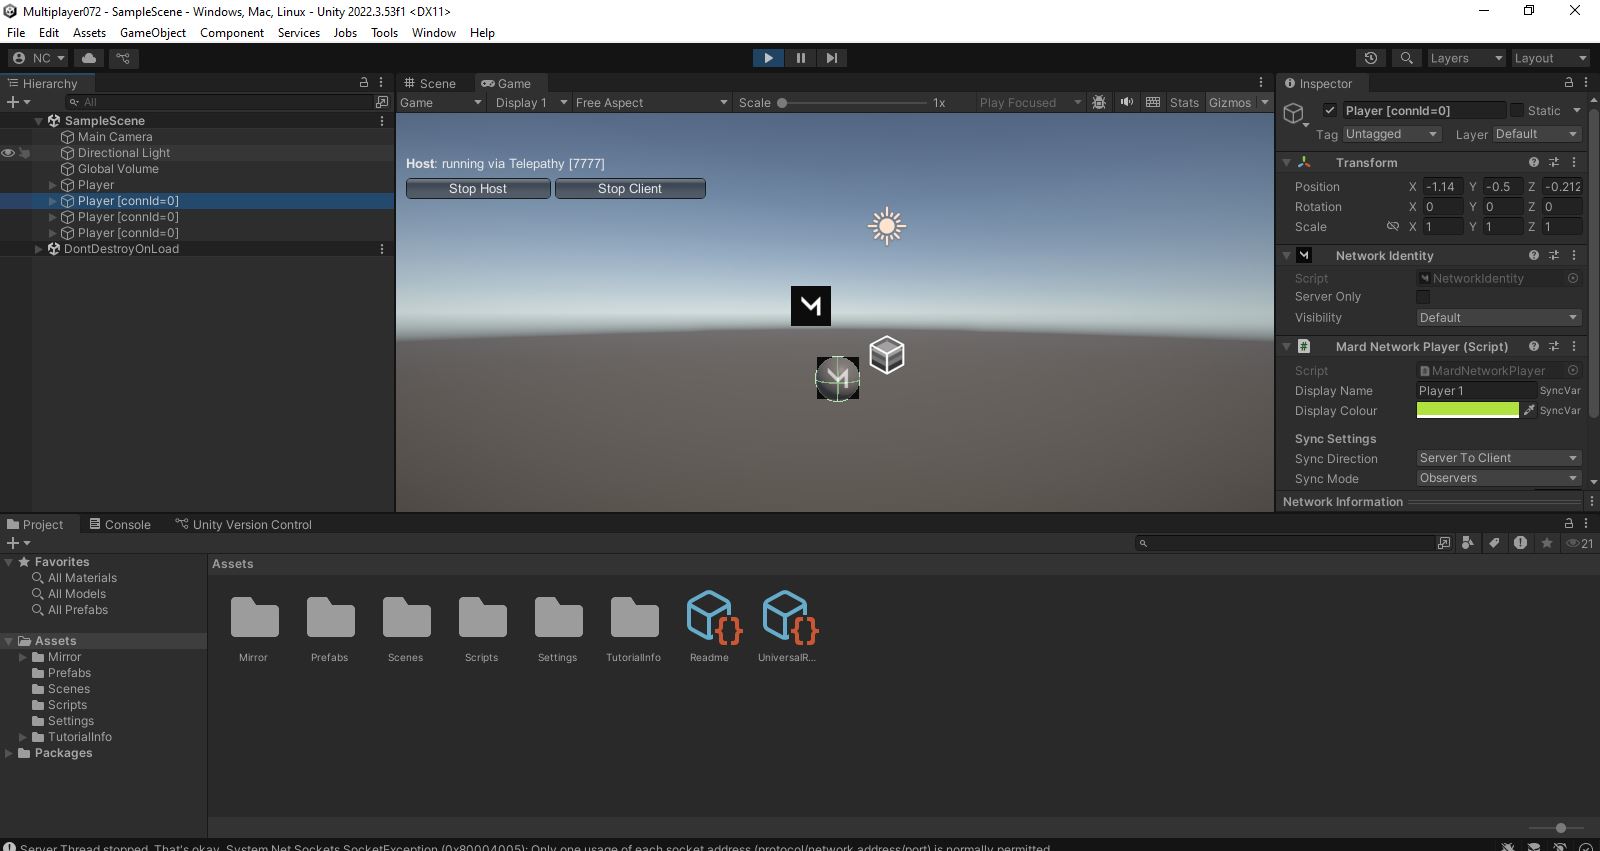 Multiplayer072 - SampleScene - Windows, Mac, Linux - Unity 2022.3.53f1 <DX11>
File Edit Assets GameObject Component Services Jobs Tools Window Help
NC Layers Layout
Hierarchy
All
SampleScene
Main Camera
Directional Light
Global Volume
Player
Player [connId=0]
Player [connId=0]
Player [connId=0]
DontDestroyOnLoad
Scene Game
Game Display 1 Free Aspect Scale 1x Play Focused Stats Gizmos
Host: running via Telepathy [7777]
Stop Host Stop Client
Inspector
Player [connId=0] Static
Tag Untagged Layer Default
Transform
Position X -1.14 Y -0.5 Z -0.212
Rotation X 0 Y 0 Z 0
Scale X 1 Y 1 Z 1
Network Identity
Script NetworkIdentity
Server Only
Visibility Default
# Mard Network Player (Script)
Script MardNetworkPlayer
Display Name Player 1 SyncVar
Display Colour SyncVar
Sync Settings
Sync Direction Server To Client
Sync Mode Observers
Network Information
Project Console Unity Version Control
21
Favorites
All Materials
All Models
All Prefabs
Assets
Mirror
Prefabs
Scenes
Scripts
Settings
TutorialInfo
Packages
Assets
Mirror Prefabs Scenes Scripts Settings TutorialInfo Readme UniversalR...
Server Thread stopped. That's okay. System.Net.Sockets.SocketException (0x80004005): Only one usage of each socket address (protocol/network address/port) is normally permitted.